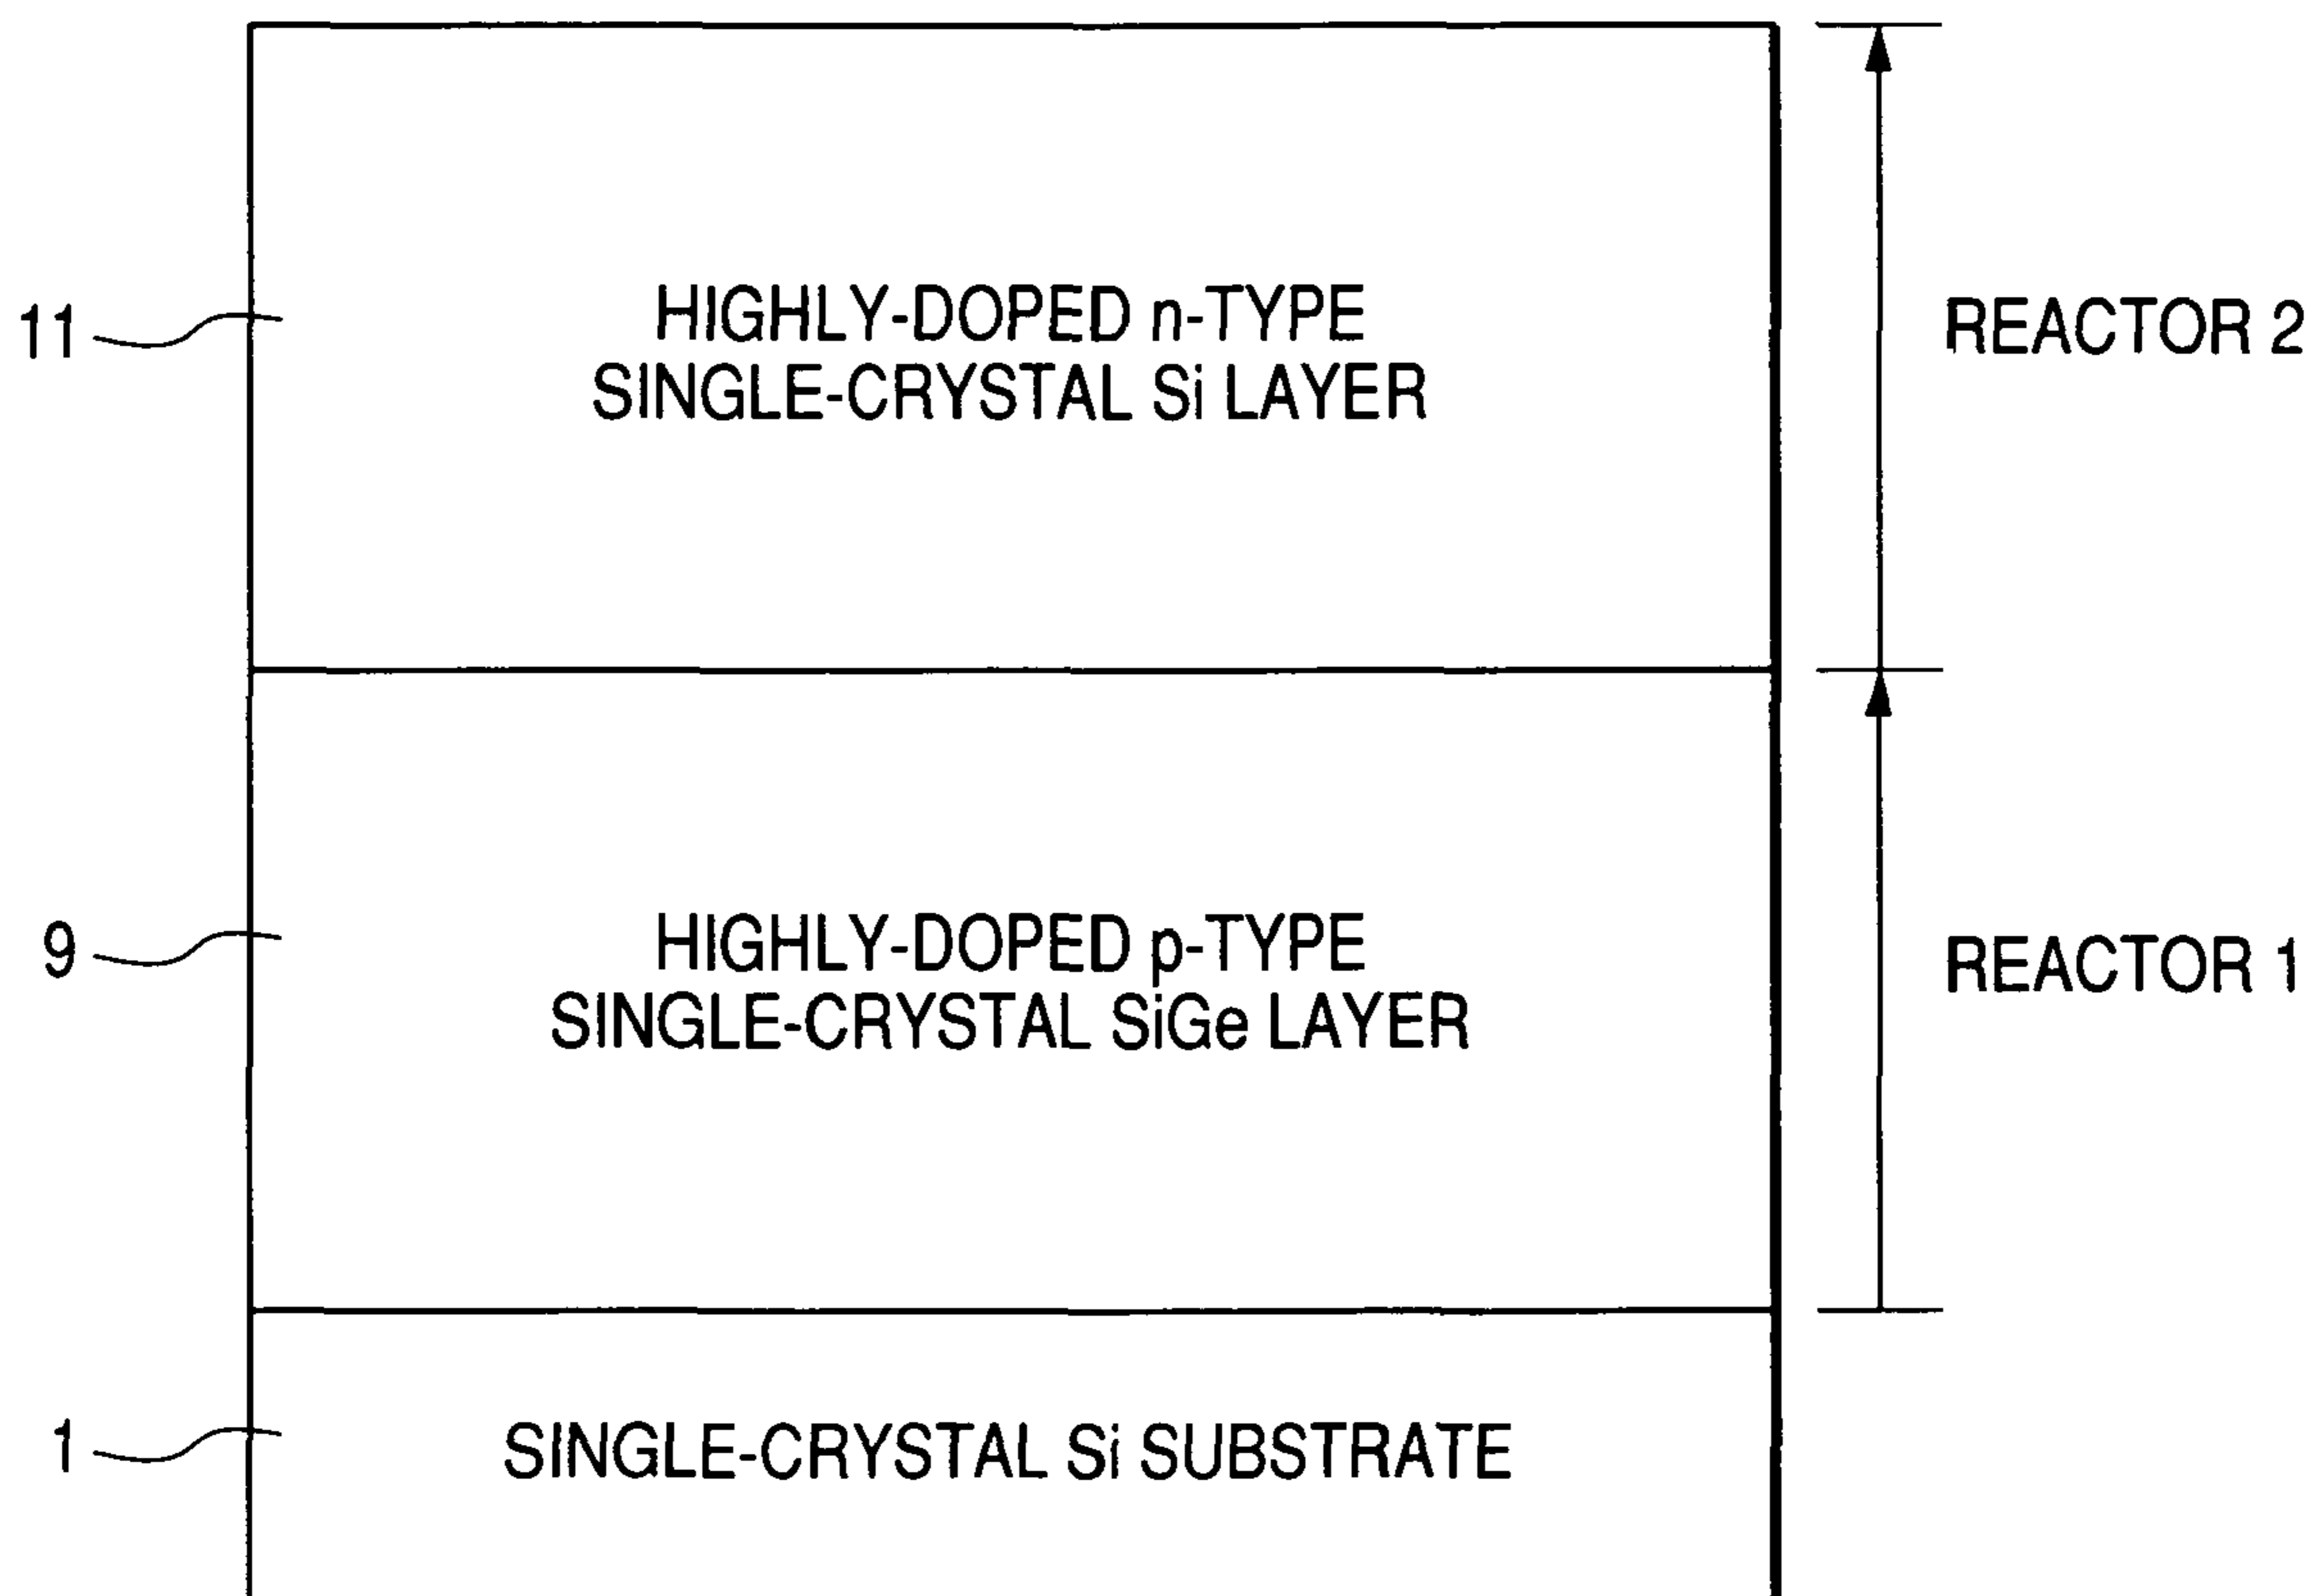 11
HIGHLY-DOPED n-TYPE
SINGLE-CRYSTAL Si LAYER
REACTOR 2
9
HIGHLY-DOPED p-TYPE
SINGLE-CRYSTAL SiGe LAYER
REACTOR 1
1
SINGLE-CRYSTAL Si SUBSTRATE